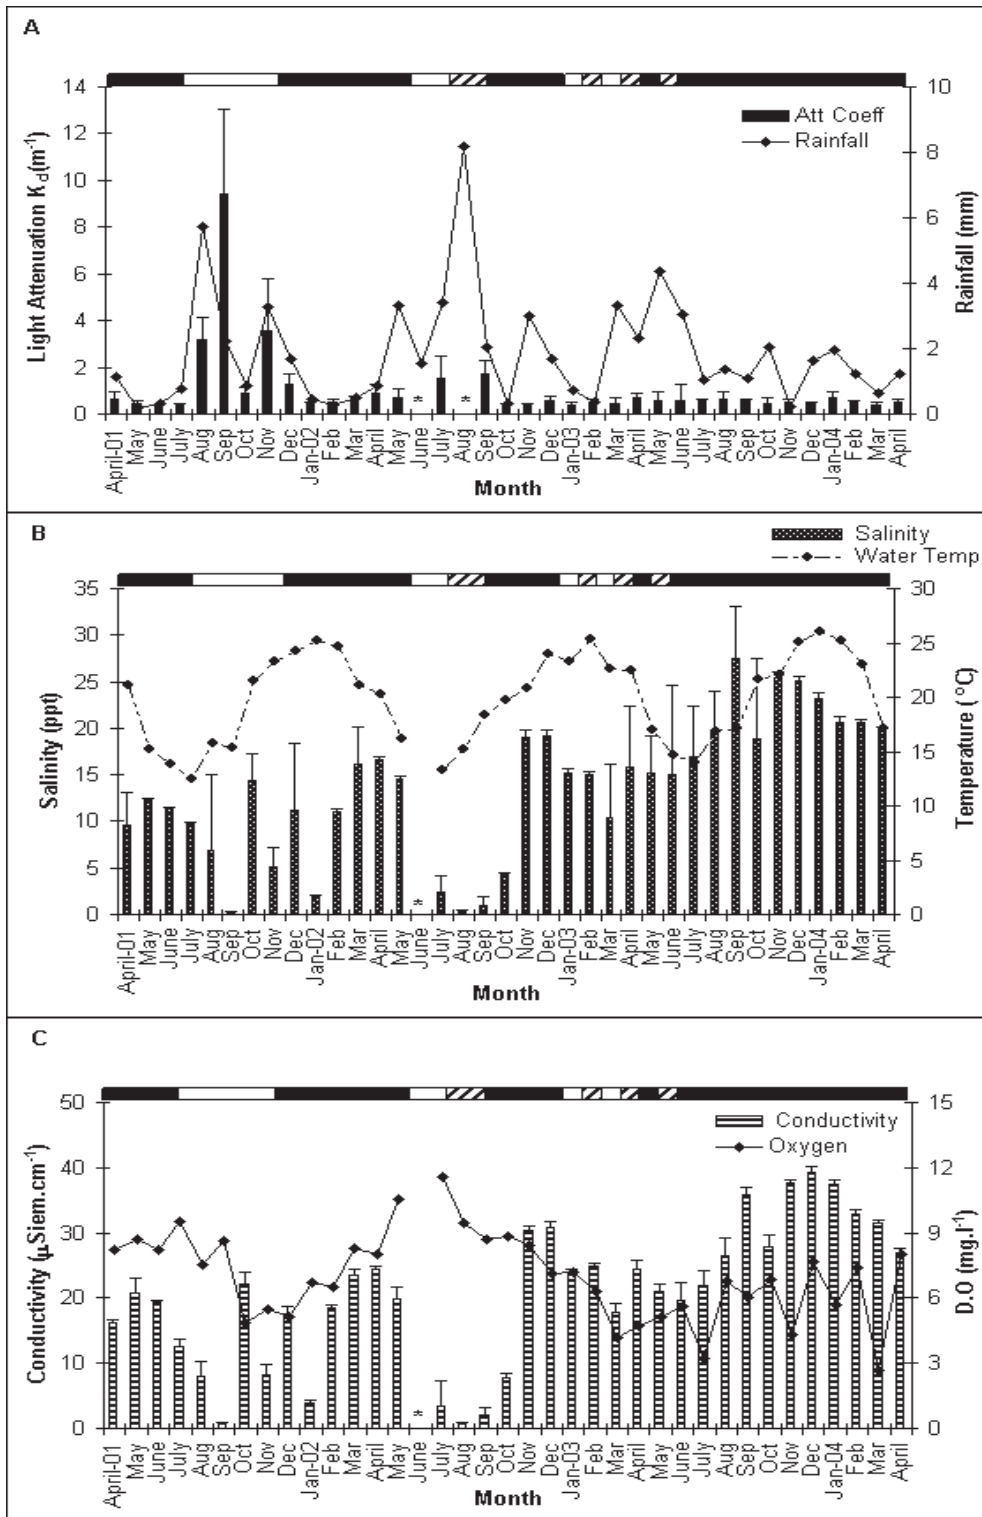 A
Att Coeff
Rainfall
Light Attenuation Kd(m-1)
14
12
10
8
6
4
2
0
10
8
6
4
2
0
Rainfall (mm)
* *
April-01 May June July Aug Sep Oct Nov Dec Jan-02 Feb Mar April May June July Aug Sep Oct Nov Dec Jan-03 Feb Mar April May June July Aug Sep Oct Nov Dec Jan-04 Feb Mar April
Month
B
Salinity
Water Temp
Salinity (ppt)
35
30
25
20
15
10
5
0
30
25
20
15
10
5
0
Temperature ( °C)
*
April-01 May June July Aug Sep Oct Nov Dec Jan-02 Feb Mar April May June July Aug Sep Oct Nov Dec Jan-03 Feb Mar April May June July Aug Sep Oct Nov Dec Jan-04 Feb Mar April
Month
C
Conductivity
Oxygen
Conductivity (µSiem.cm-1)
50
40
30
20
10
0
15
12
9
6
3
0
D.O (mg.l-1)
*
April-01 May June July Aug Sep Oct Nov Dec Jan-02 Feb Mar April May June July Aug Sep Oct Nov Dec Jan-03 Feb Mar April May June July Aug Sep Oct Nov Dec Jan-04 Feb Mar April
Month